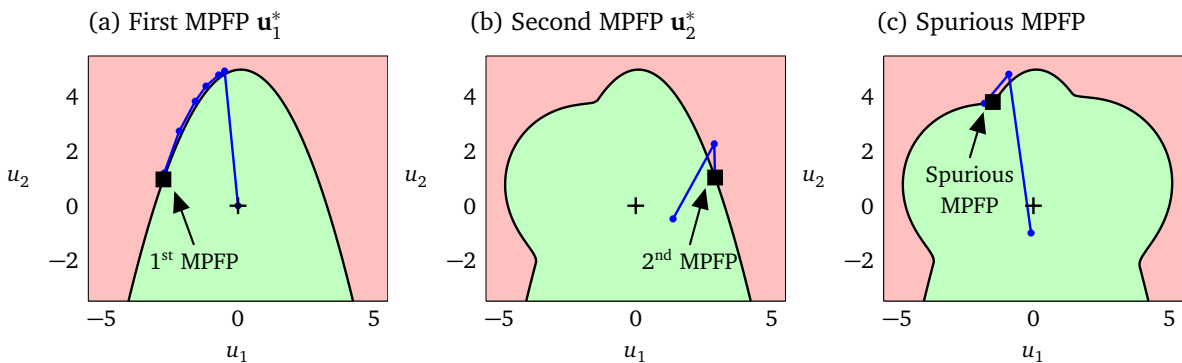 (a) First MPFP u₁*
(b) Second MPFP u₂*
(c) Spurious MPFP
4
2
0
−2
u₂
−5
0
5
u₁
1ˢᵗ MPFP
4
2
0
−2
u₂
−5
0
5
u₁
2ⁿᵈ MPFP
4
2
0
−2
u₂
−5
0
5
u₁
Spurious
MPFP